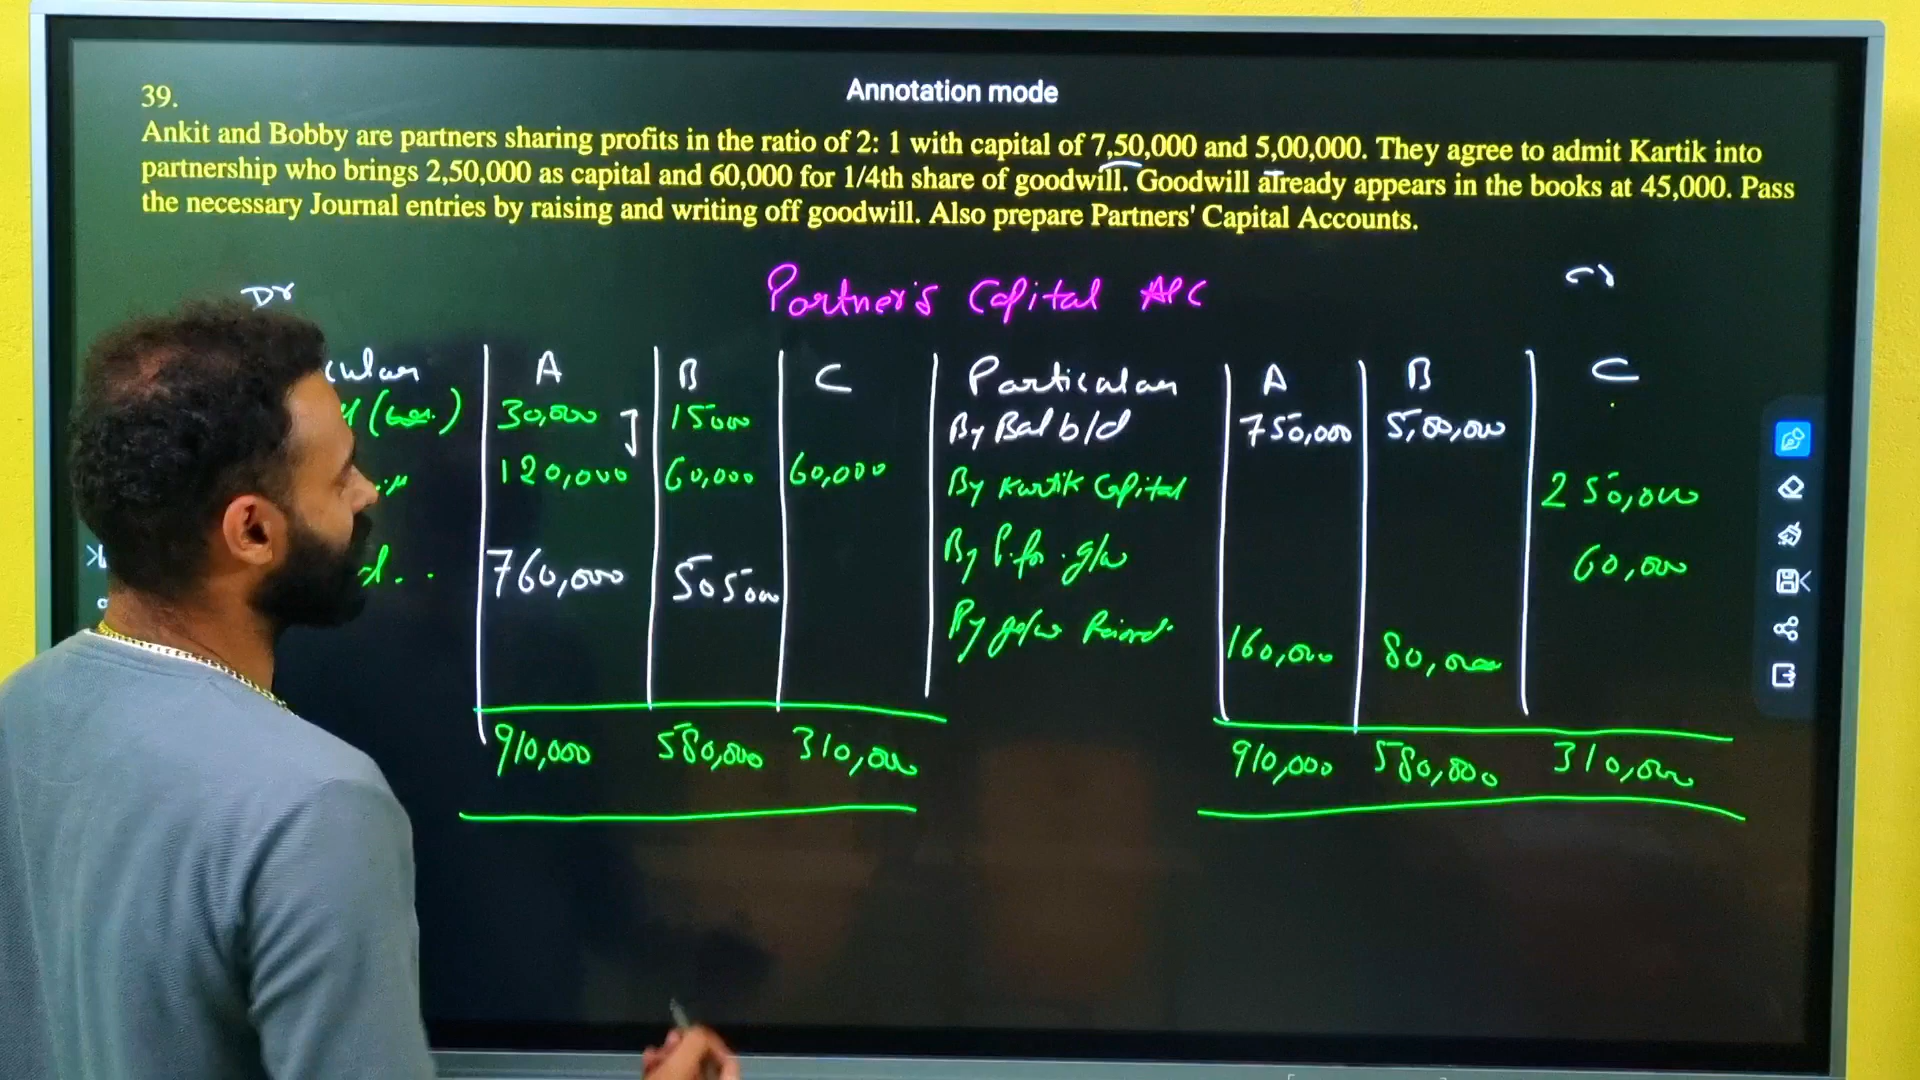 Annotation mode
39.
Ankit and Bobby are partners sharing profits in the ratio of 2: 1 with capital of 7,50,000 and 5,00,000. They agree to admit Kartik into
partnership who brings 2,50,000 as capital and 60,000 for 1/4th share of goodwill. Goodwill already appears in the books at 45,000. Pass
the necessary Journal entries by raising and writing off goodwill. Also prepare Partners' Capital Accounts.
Dr Partner's Capital A/C Cr
A B C Particular A B C
30,000 15000 By Bal b/d 750,000 5,00,000
120,000 60,000 60,000 By Kartik Capital 250,000
By P. for g/w 60,000
760,000 505000
By g/w 160,000 80,000
910,000 580,000 310,000 910,000 580,000 310,000